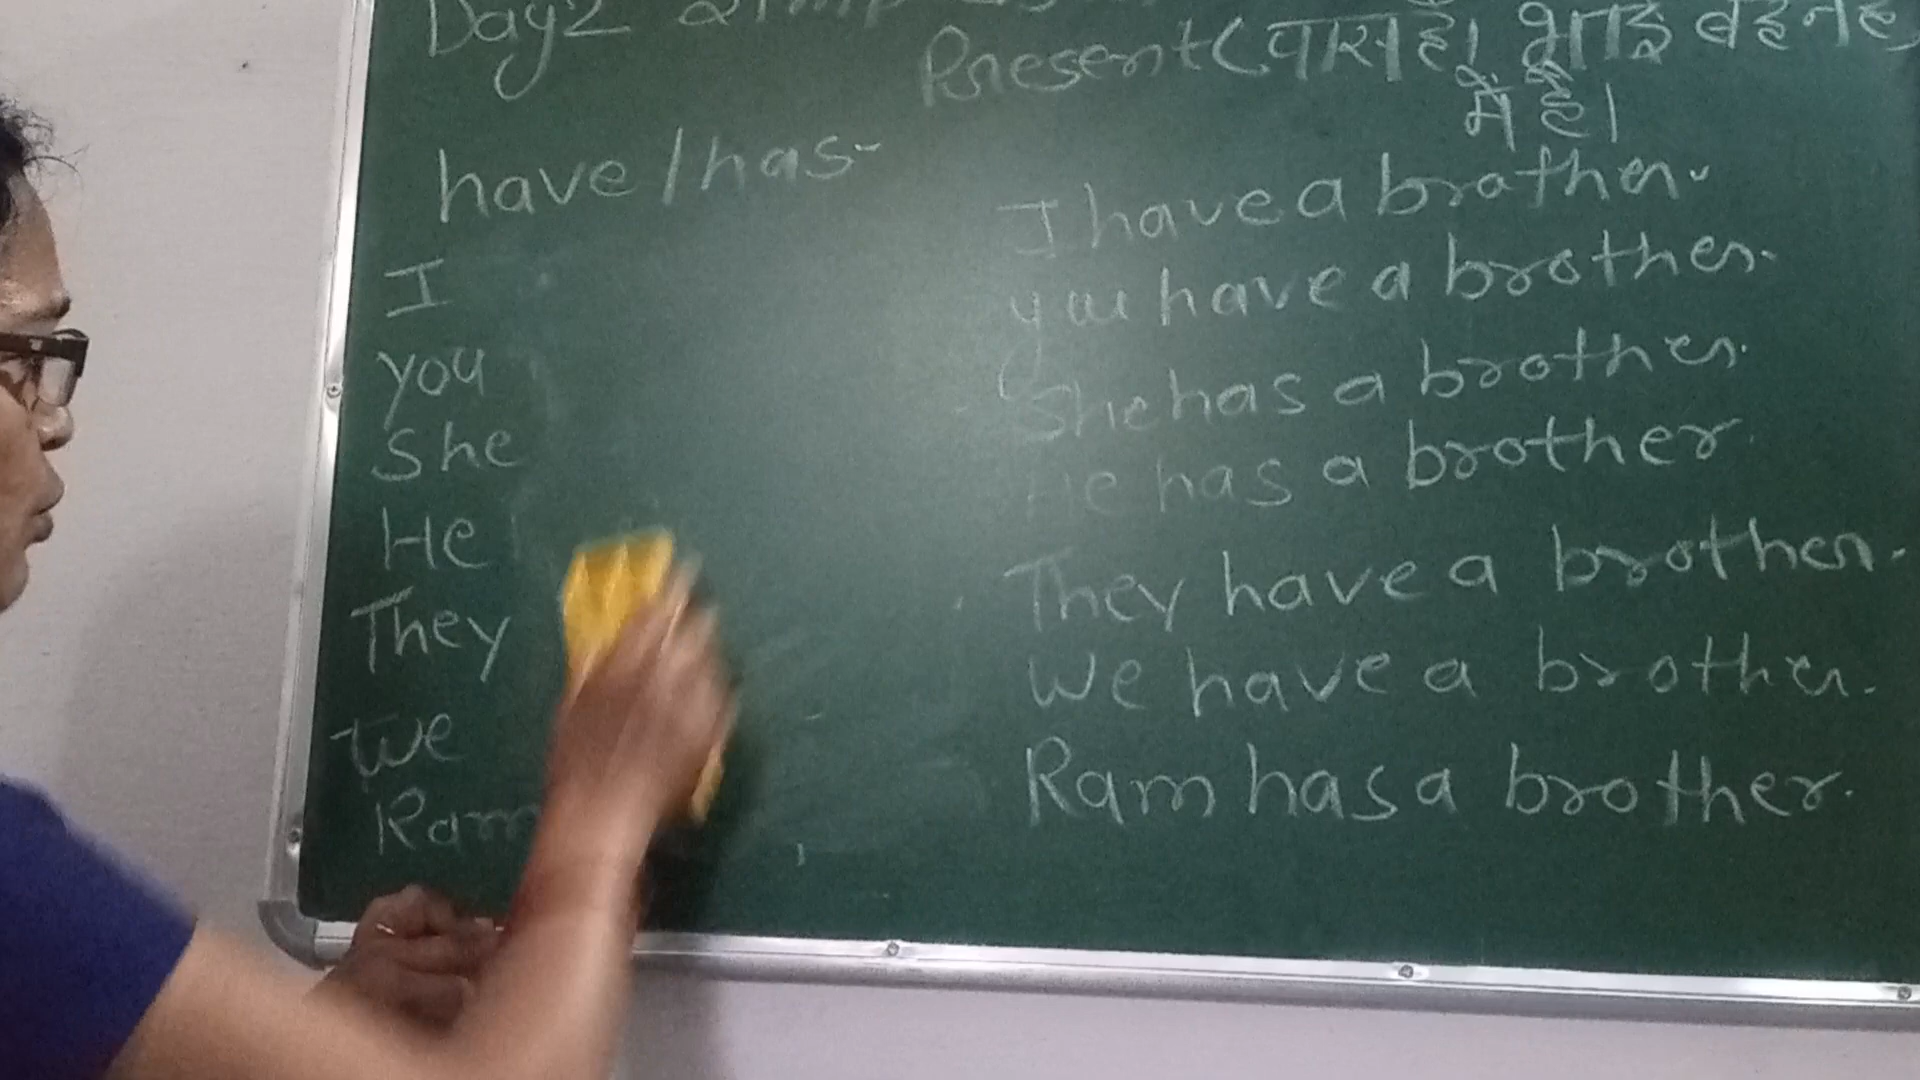 Day2
Present (पास है। भाई बहन है,
में है।
have / has-
I
you
She
He
They
We
Ram
I have a brother.
you have a brother.
She has a brother.
He has a brother.
They have a brother.
We have a brother.
Ram has a brother.